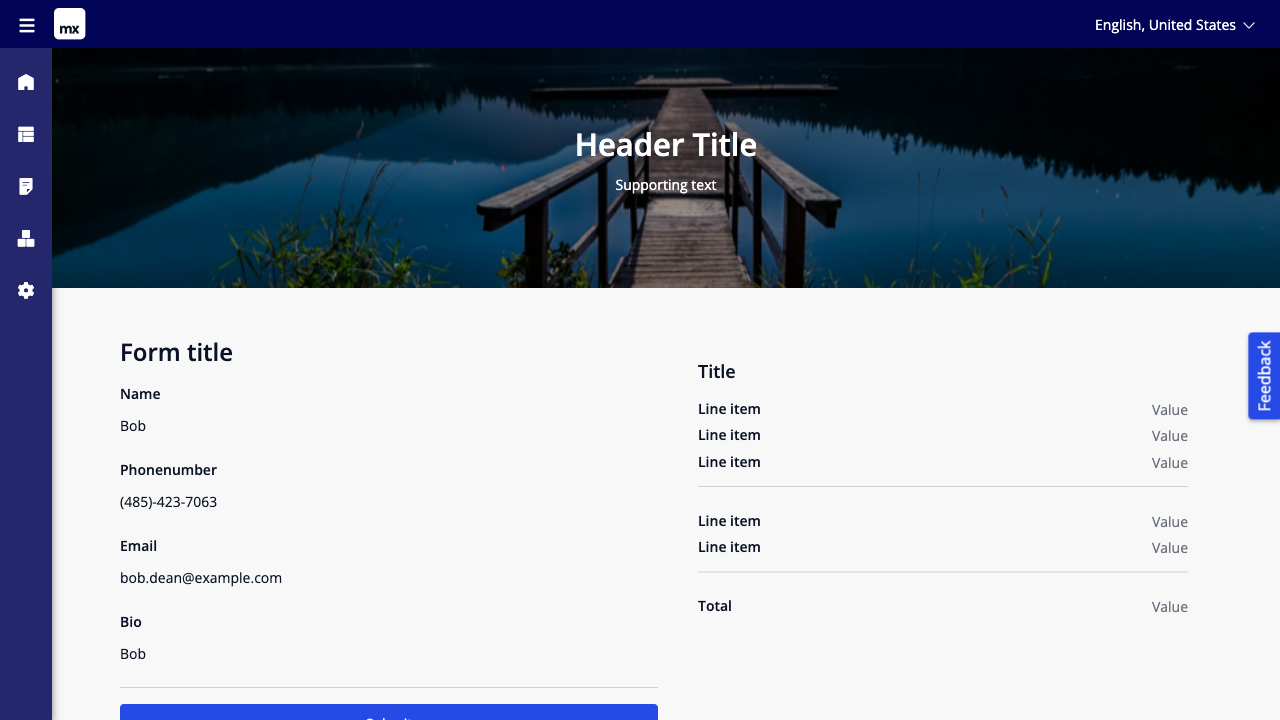 mx
English, United States
Header Title
Supporting text
Form title
Name
Bob
Phonenumber
(485)-423-7063
Email
bob.dean@example.com
Bio
Bob
Title
Line item Value
Line item Value
Line item Value
Line item Value
Line item Value
Total Value
Feedback